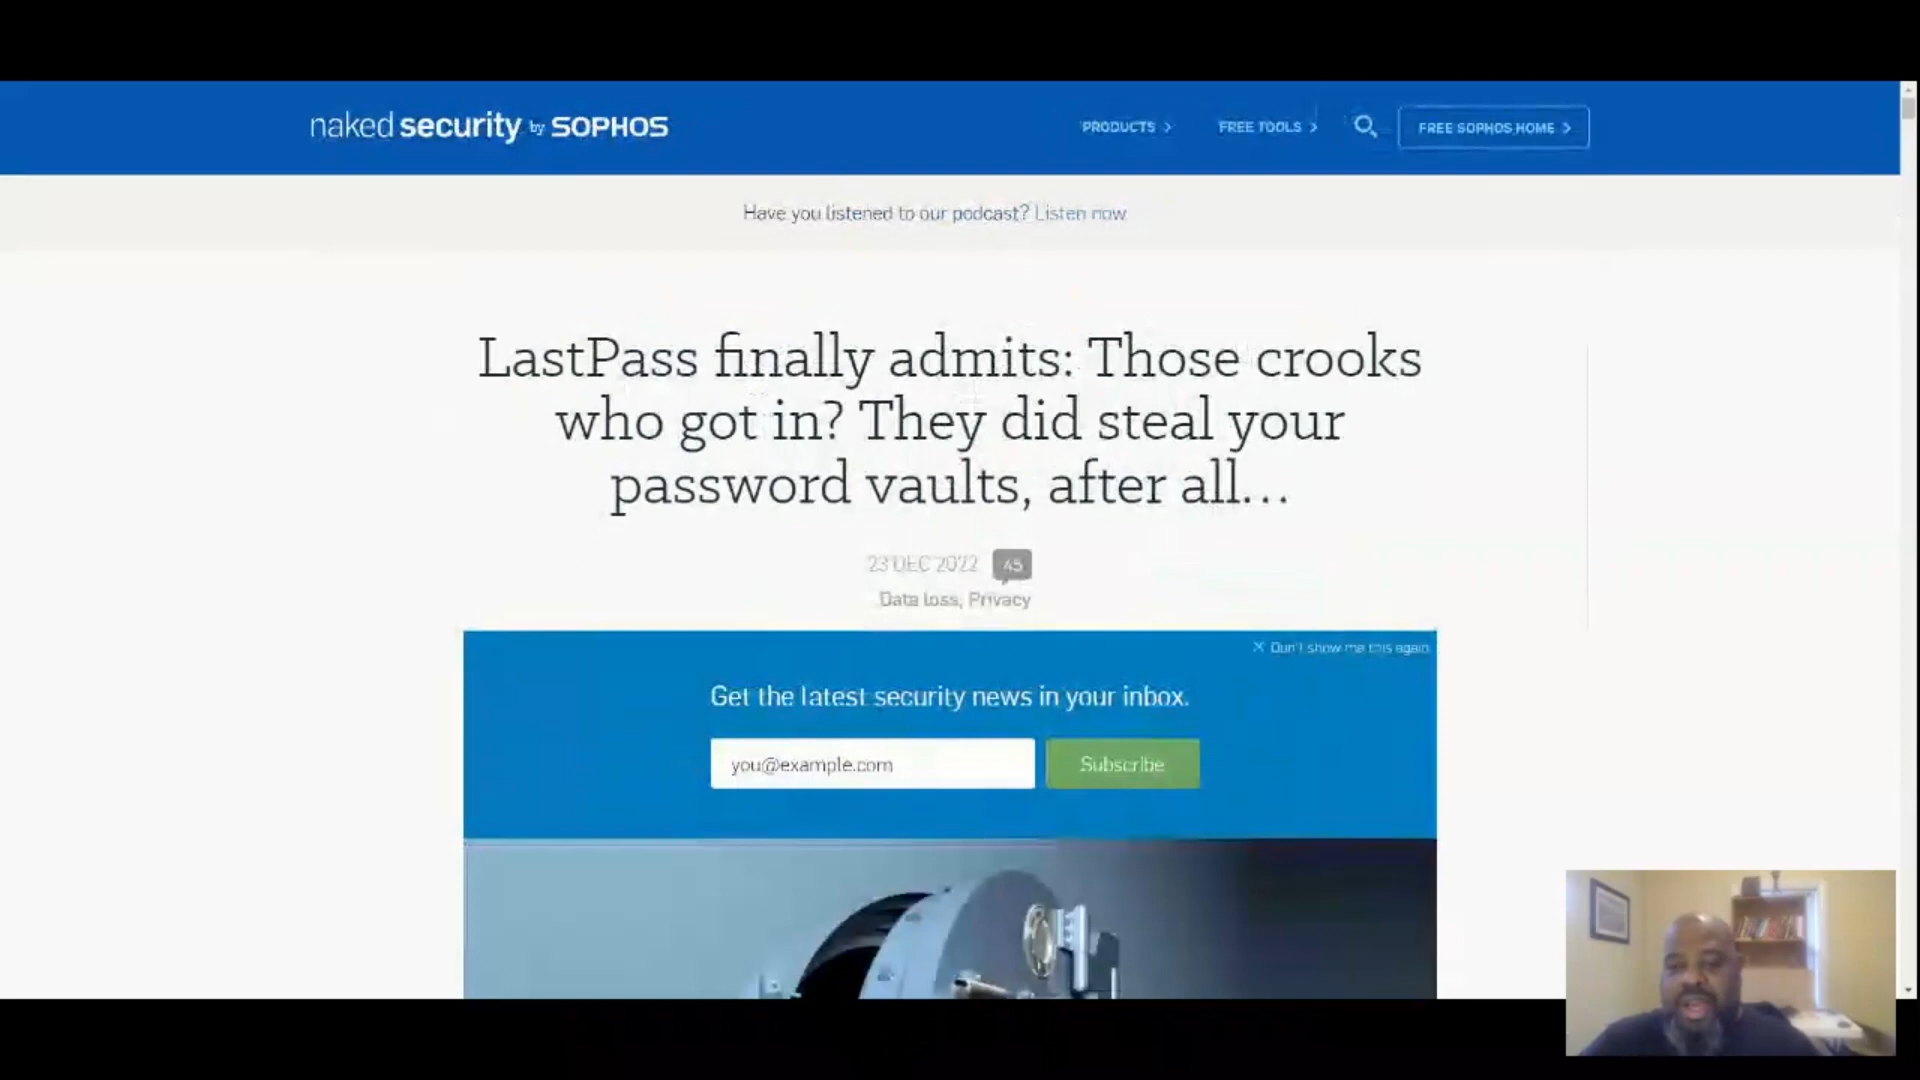 naked security by SOPHOS
PRODUCTS
FREE TOOLS
FREE SOPHOS HOME
Have you listened to our podcast? Listen now
LastPass finally admits: Those crooks
who got in? They did steal your
password vaults, after all...
23 DEC 2022 45
Data loss, Privacy
Don't show me this again
Get the latest security news in your inbox.
you@example.com
Subscribe